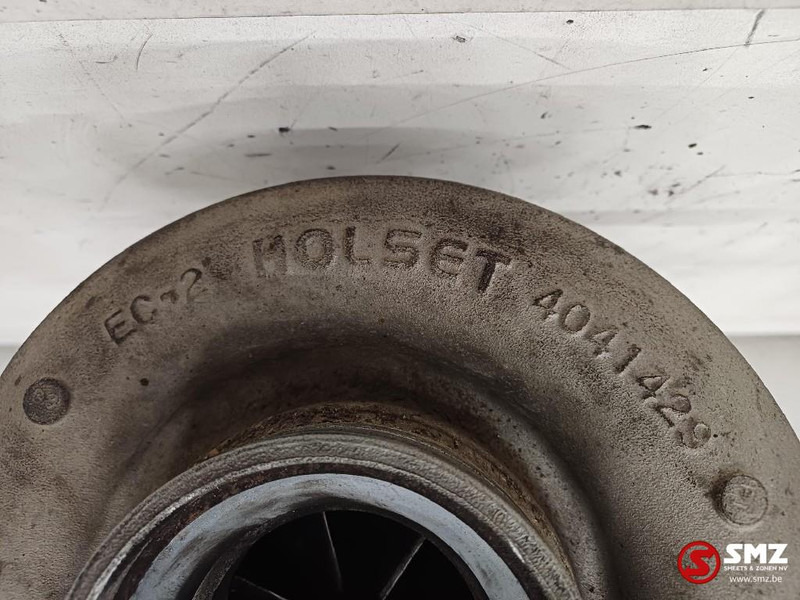 EC-2 HOLSET 4041429
SMZ
SMEETS & ZONEN NV
www.smz.be